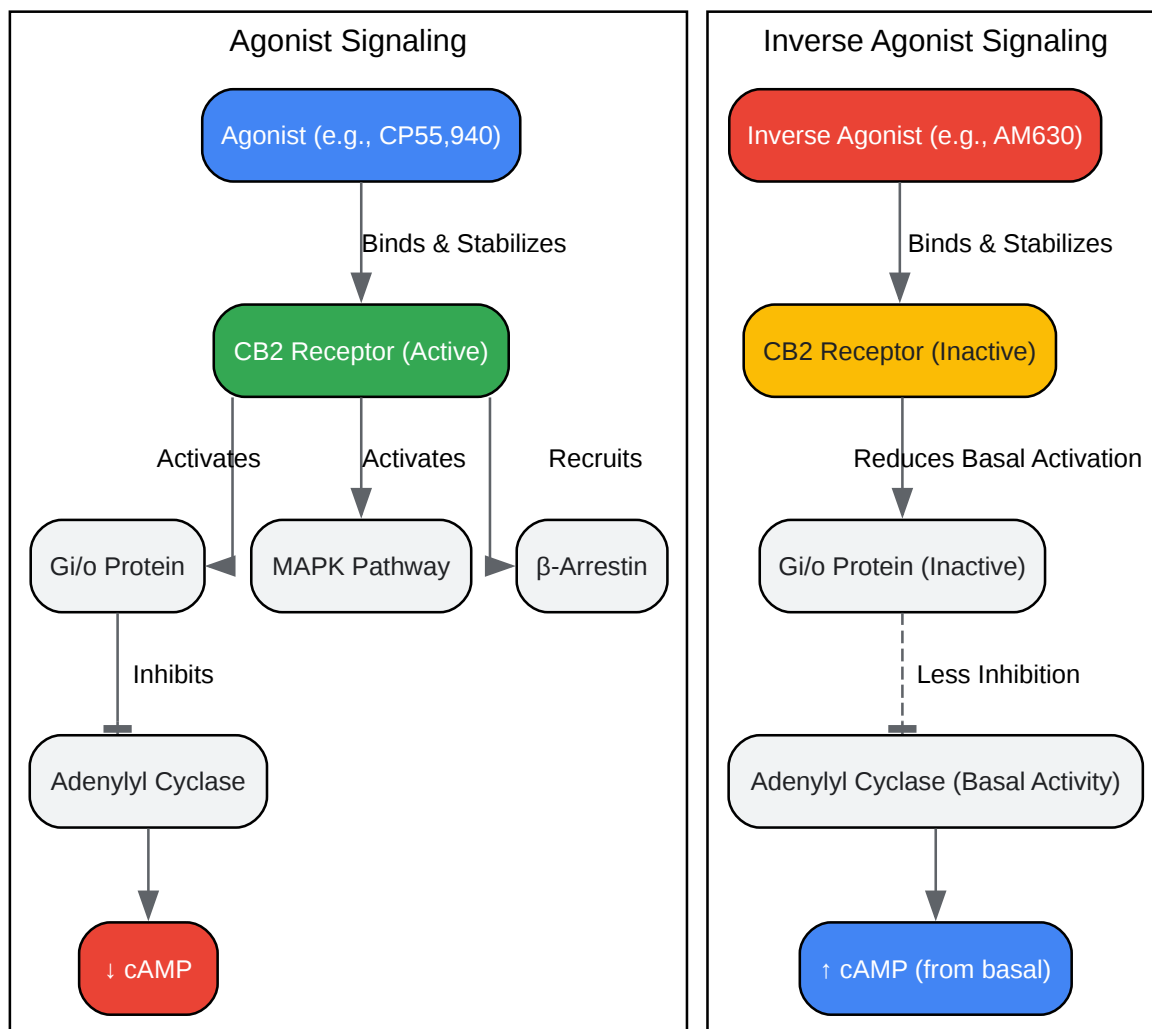 Agonist Signaling
Agonist (e.g., CP55,940)
Binds & Stabilizes
CB2 Receptor (Active)
Activates
Activates
Recruits
Gi/o Protein
MAPK Pathway
β-Arrestin
Inhibits
Adenylyl Cyclase
↓ cAMP
Inverse Agonist Signaling
Inverse Agonist (e.g., AM630)
Binds & Stabilizes
CB2 Receptor (Inactive)
Reduces Basal Activation
Gi/o Protein (Inactive)
Less Inhibition
Adenylyl Cyclase (Basal Activity)
↑ cAMP (from basal)